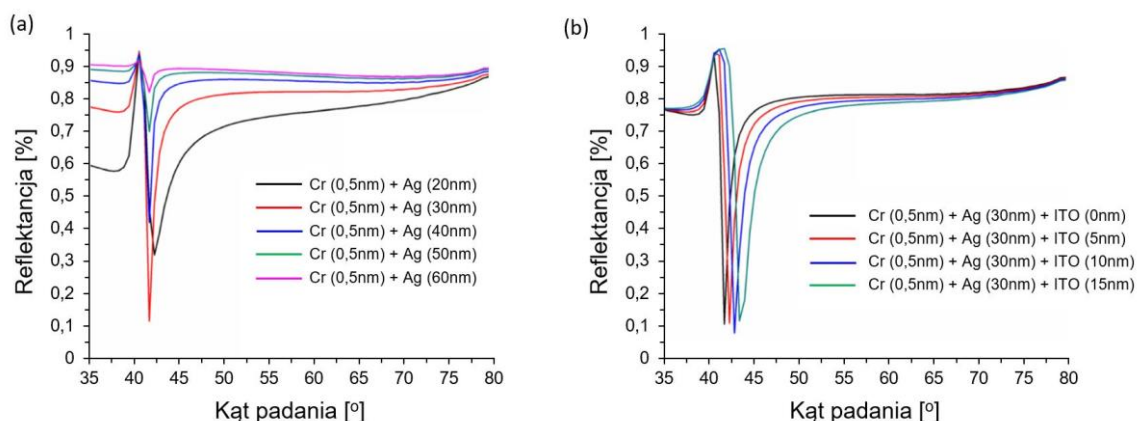 (a)
Reflektancja [%]
1
0,9
0,8
0,7
0,6
0,5
0,4
0,3
0,2
0,1
0
35 40 45 50 55 60 65 70 75 80
Kąt padania [º]
Cr (0,5nm) + Ag (20nm)
Cr (0,5nm) + Ag (30nm)
Cr (0,5nm) + Ag (40nm)
Cr (0,5nm) + Ag (50nm)
Cr (0,5nm) + Ag (60nm)
(b)
Reflektancja [%]
1
0,9
0,8
0,7
0,6
0,5
0,4
0,3
0,2
0,1
0
35 40 45 50 55 60 65 70 75 80
Kąt padania [º]
Cr (0,5nm) + Ag (30nm) + ITO (0nm)
Cr (0,5nm) + Ag (30nm) + ITO (5nm)
Cr (0,5nm) + Ag (30nm) + ITO (10nm)
Cr (0,5nm) + Ag (30nm) + ITO (15nm)